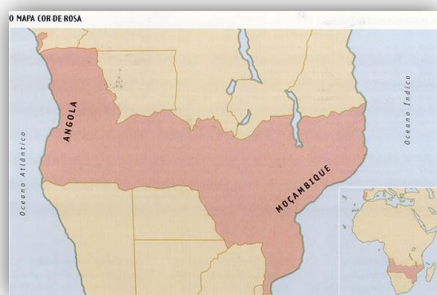 O MAPA COR-DE-ROSA
ANGOLA
MOÇAMBIQUE
Oceano Atlântico
Oceano Índico